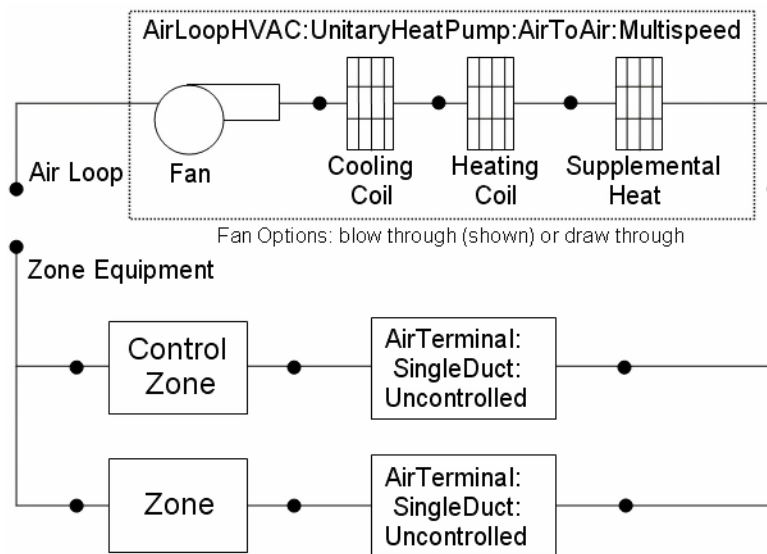 AirLoopHVAC:UnitaryHeatPump:AirToAir:Multispeed
Air Loop
Fan
Cooling
Coil
Heating
Coil
Supplemental
Heat
Fan Options: blow through (shown) or draw through
Zone Equipment
Control
Zone
AirTerminal:
SingleDuct:
Uncontrolled
Zone
AirTerminal:
SingleDuct:
Uncontrolled